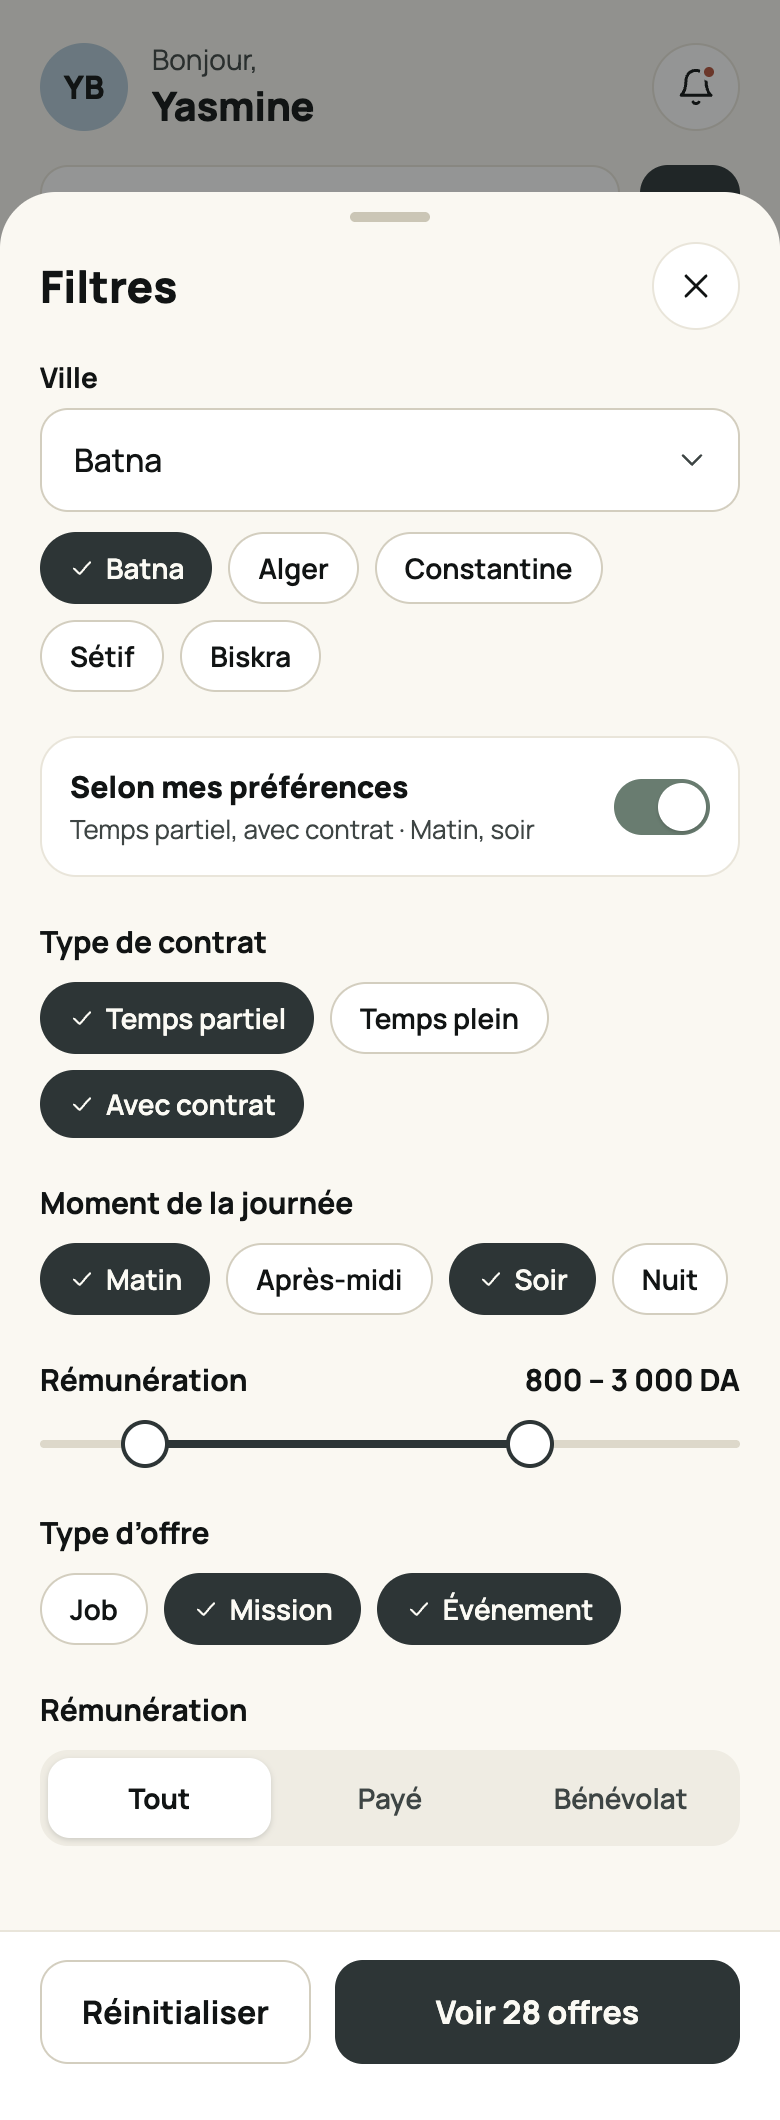 YB
Bonjour,
Yasmine
Filtres
Ville
Batna
Batna
Alger
Constantine
Sétif
Biskra
Selon mes préférences
Temps partiel, avec contrat · Matin, soir
Type de contrat
Temps partiel
Temps plein
Avec contrat
Moment de la journée
Matin
Après-midi
Soir
Nuit
Rémunération
800 – 3 000 DA
Type d’offre
Job
Mission
Événement
Rémunération
Tout
Payé
Bénévolat
Réinitialiser
Voir 28 offres